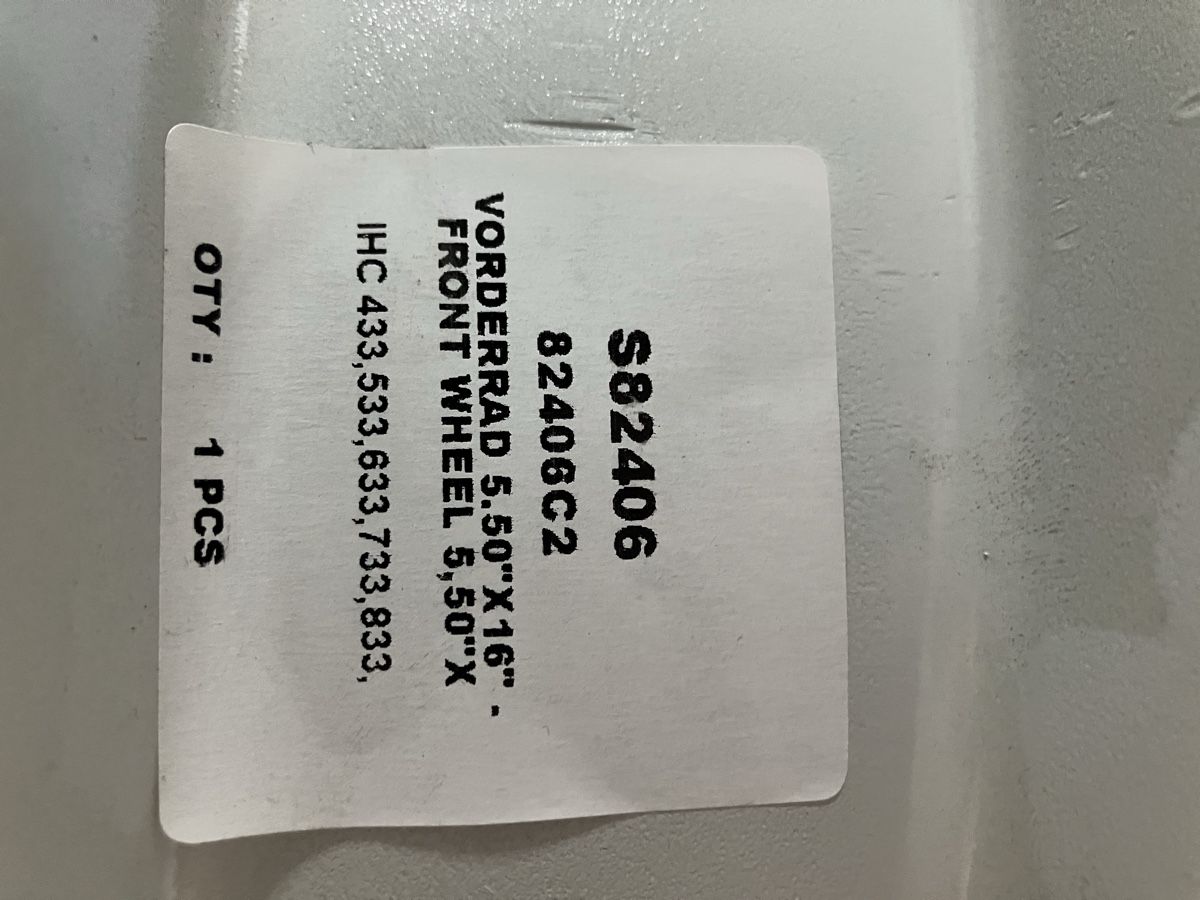 S82406
82406C2
VORDERRAD 5.50"X16" -
FRONT WHEEL 5,50"X
IHC 433,533,633,733,833,
QTY : 1 PCS